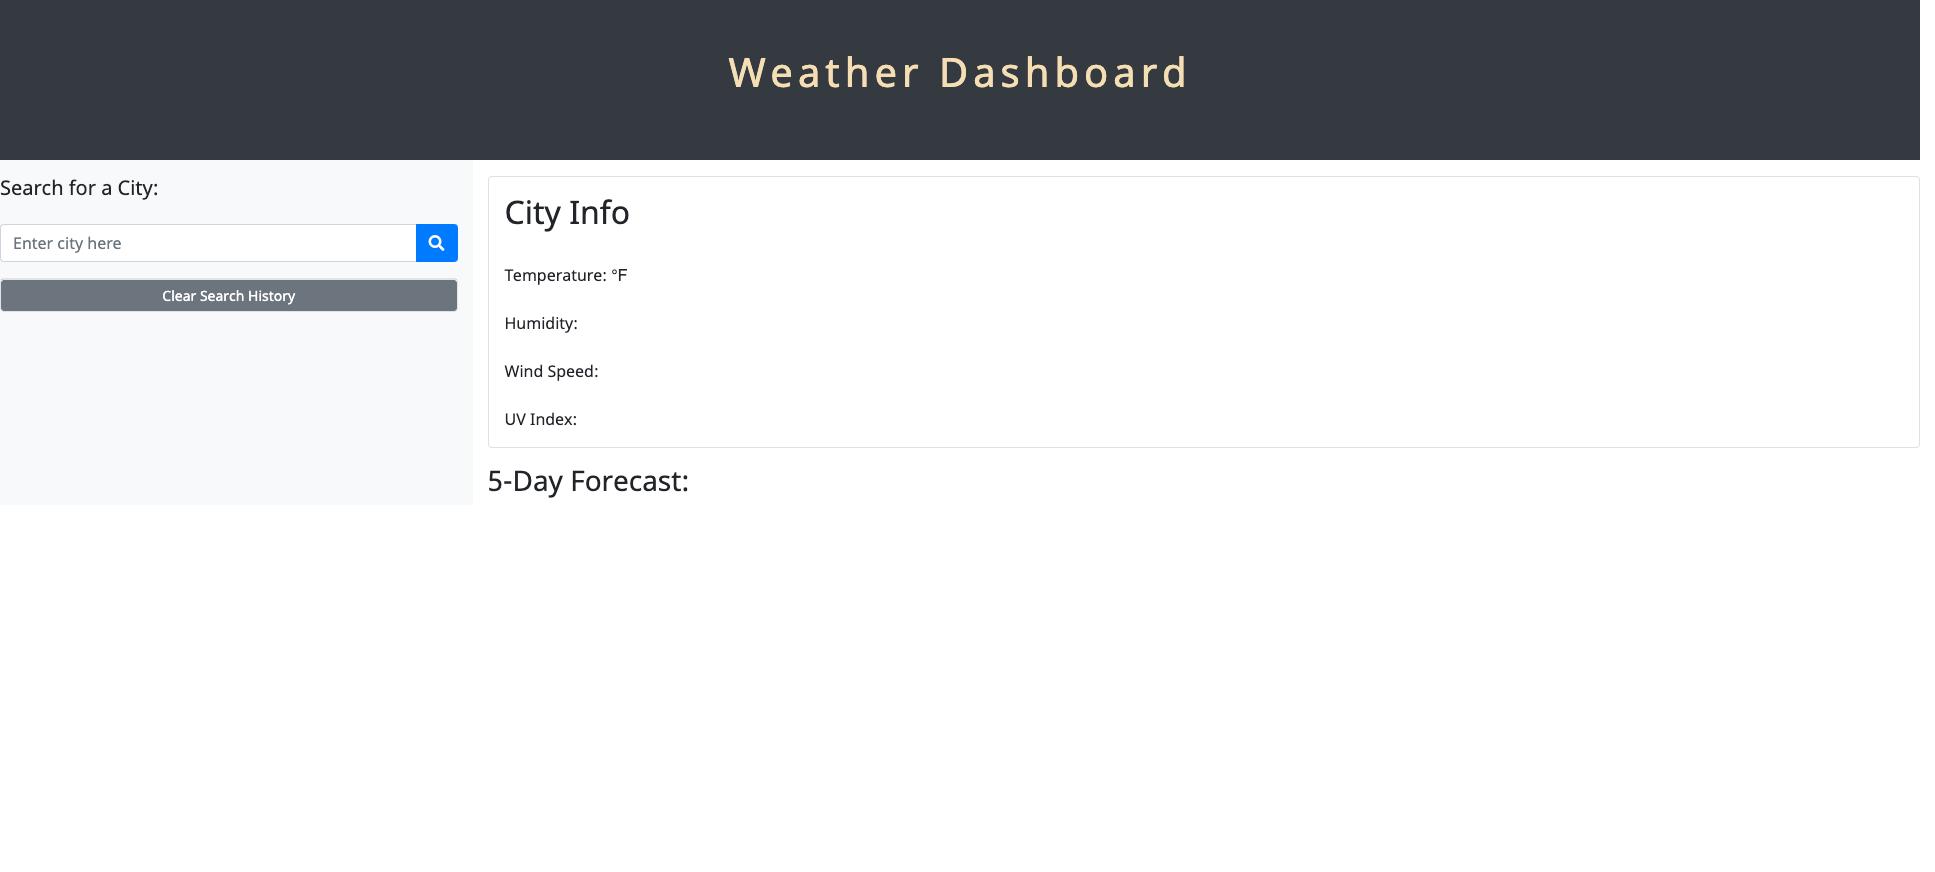 Weather Dashboard
Search for a City:
Enter city here
Clear Search History
City Info
Temperature: °F
Humidity:
Wind Speed:
UV Index:
5-Day Forecast: